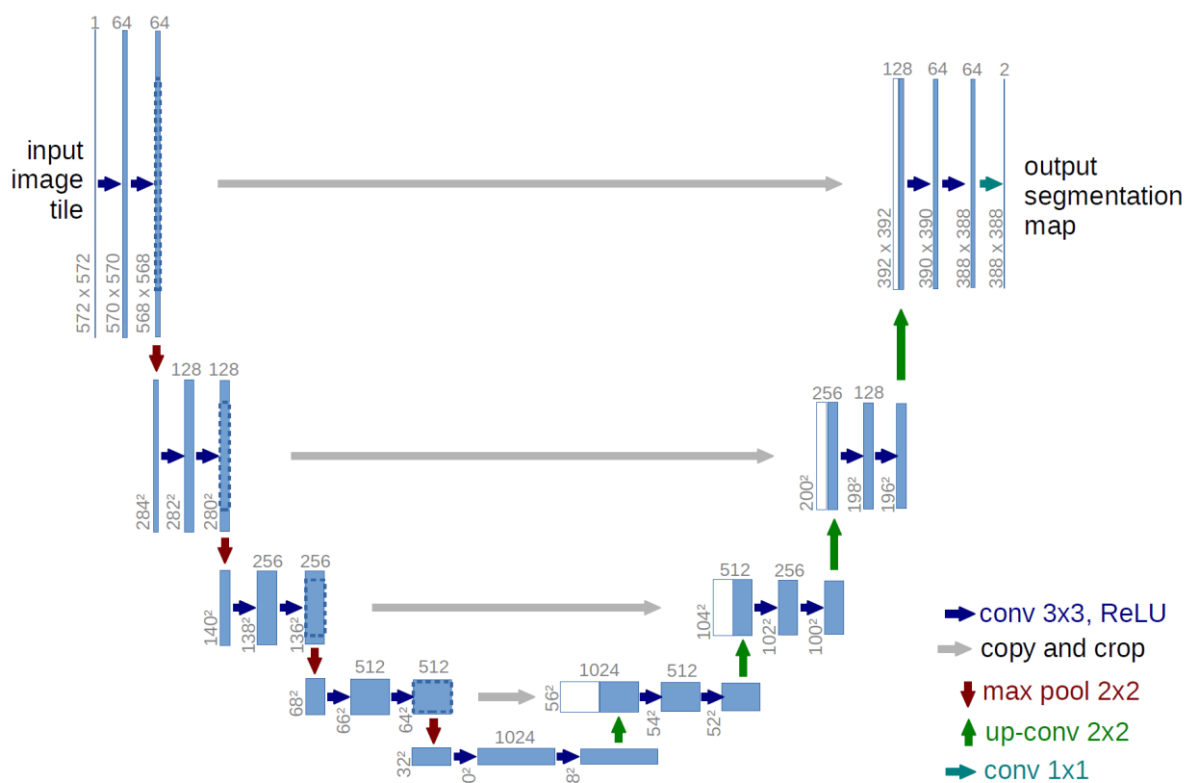 1 64 64
128 64 64 2
input
image
tile
output
segmentation
map
572 x 572
570 x 570
568 x 568
392 x 392
390 x 390
388 x 388
388 x 388
128 128
256 128
284²
282²
280²
200²
198²
196²
256 256
512 256
140²
138²
136²
104²
102²
100²
512 512
1024 512
68²
66²
64²
56²
54²
52²
1024
32²
0²
8²
conv 3x3, ReLU
copy and crop
max pool 2x2
up-conv 2x2
conv 1x1